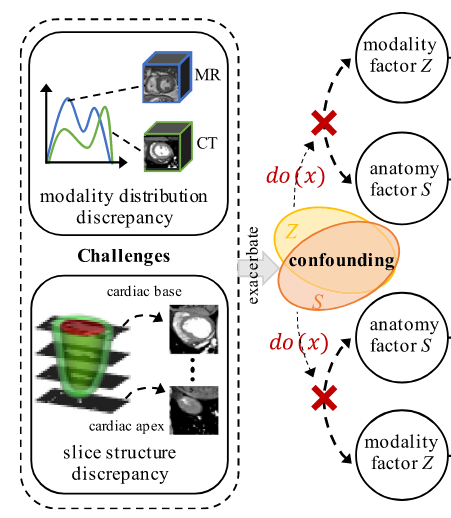 MR
CT
modality distribution
discrepancy
Challenges
cardiac base
cardiac apex
slice structure
discrepancy
exacerbate
modality
factor Z
do(x)
anatomy
factor S
Z
confounding
S
do(x)
anatomy
factor S
modality
factor Z